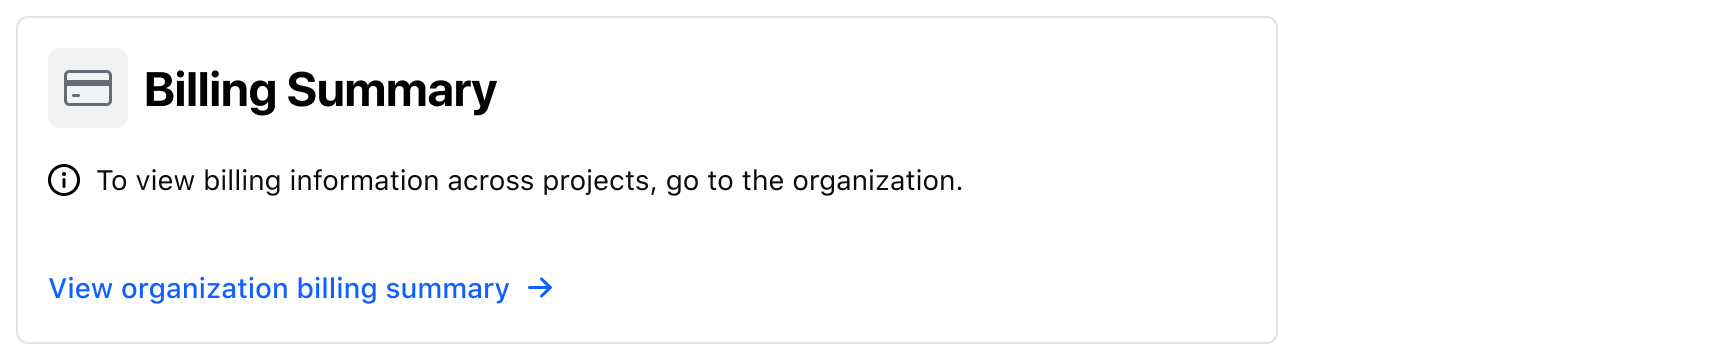 Billing Summary
To view billing information across projects, go to the organization.
View organization billing summary →